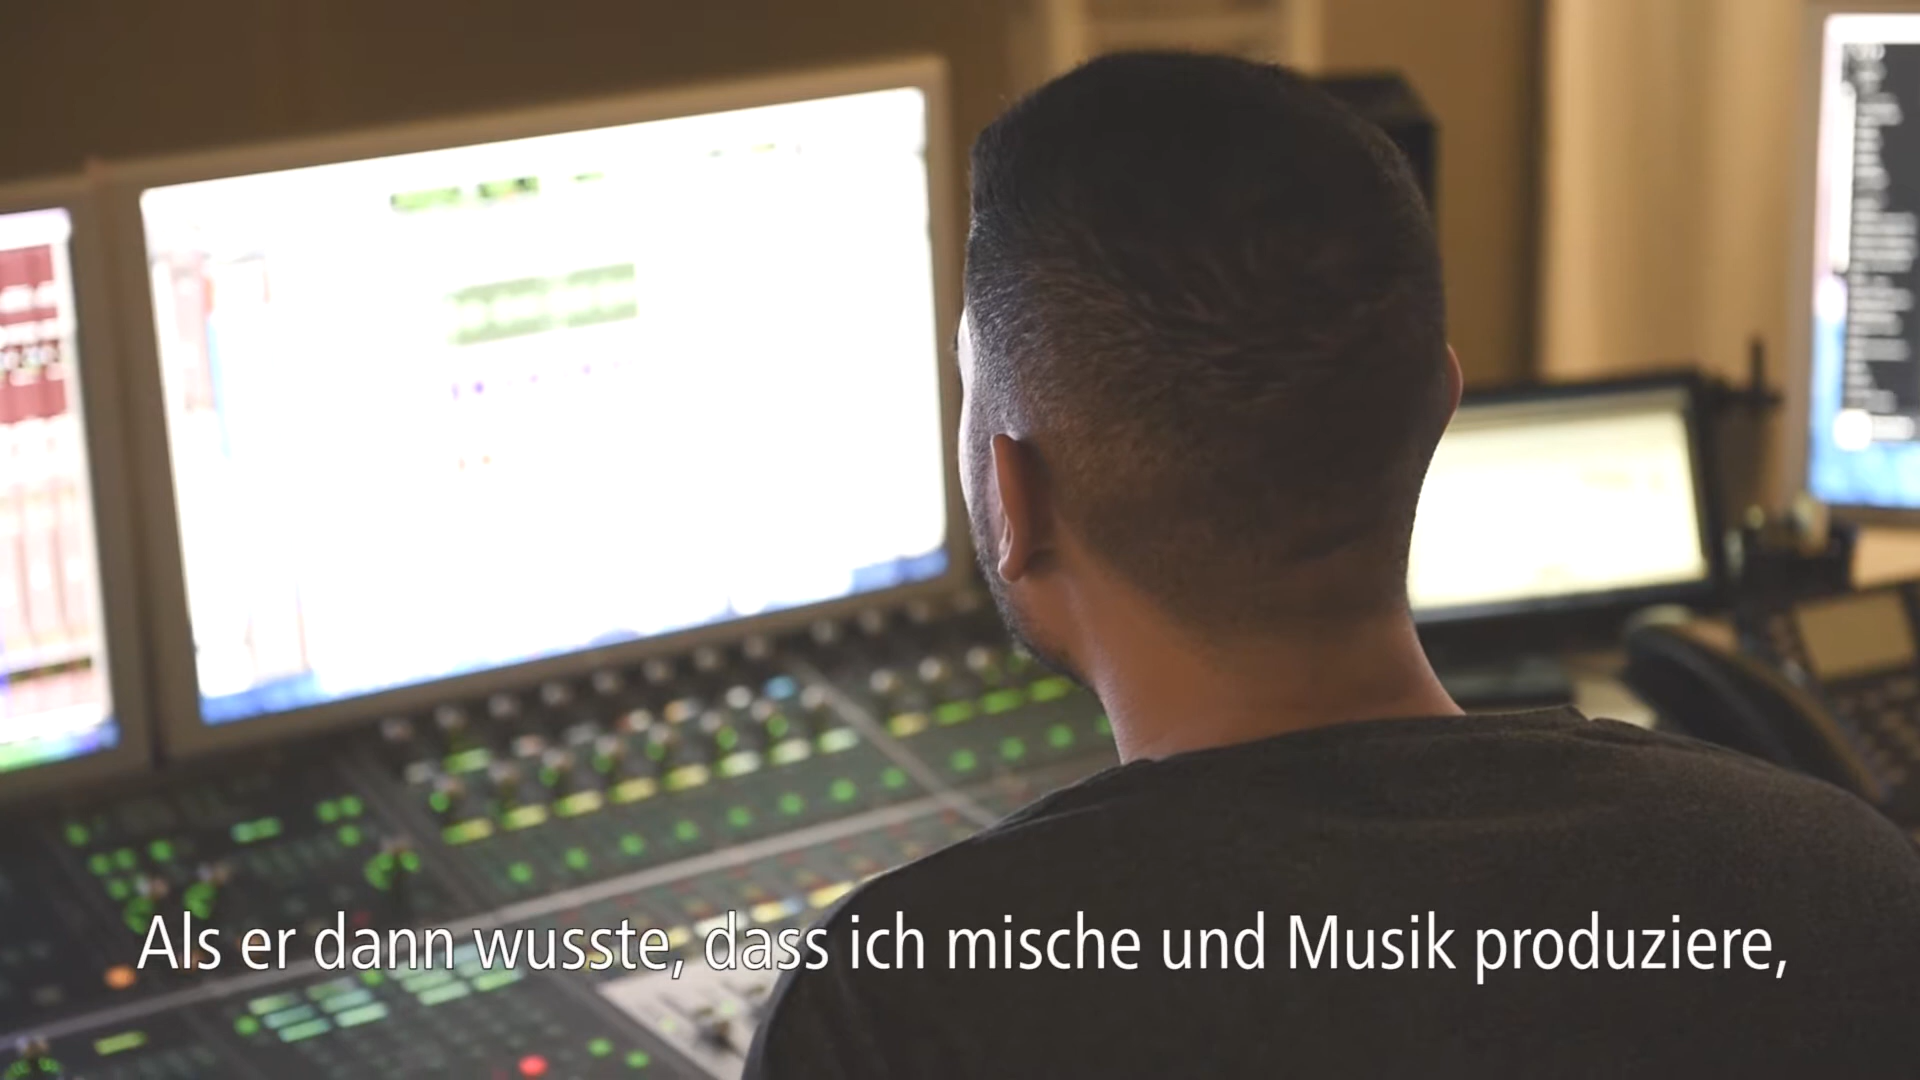 Als er dann wusste, dass ich mische und Musik produziere,